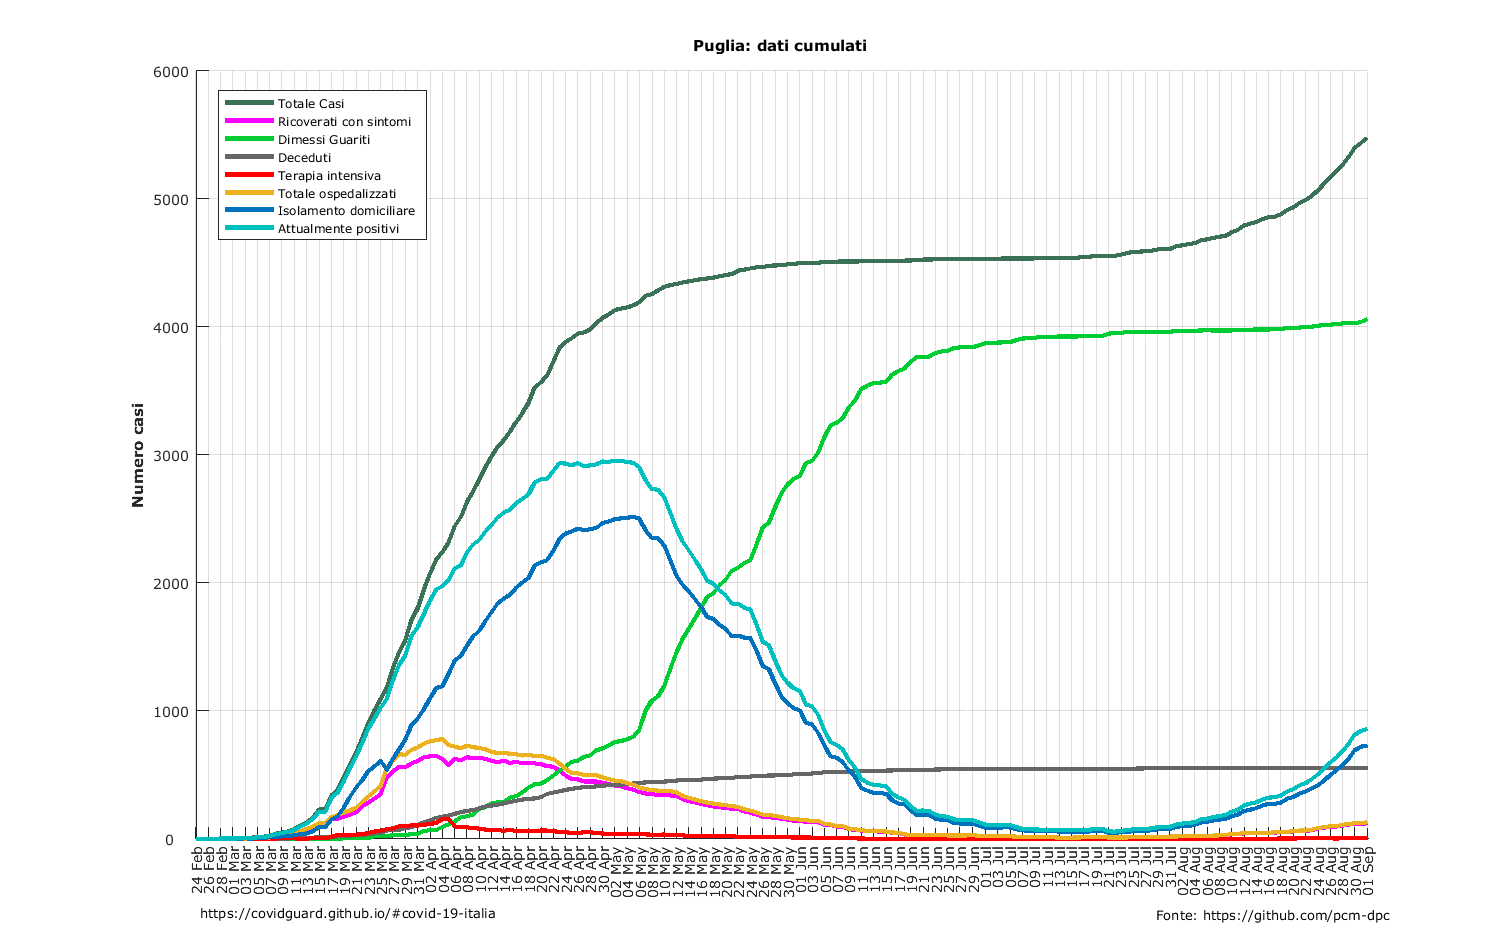 Puglia: dati cumulati
6000
5000
4000
3000
2000
1000
0
Numero casi
Totale Casi
Ricoverati con sintomi
Dimessi Guariti
Deceduti
Terapia intensiva
Totale ospedalizzati
Isolamento domiciliare
Attualmente positivi
24 Feb
26 Feb
28 Feb
01 Mar
03 Mar
05 Mar
07 Mar
09 Mar
11 Mar
13 Mar
15 Mar
17 Mar
19 Mar
21 Mar
23 Mar
25 Mar
27 Mar
29 Mar
31 Mar
02 Apr
04 Apr
06 Apr
08 Apr
10 Apr
12 Apr
14 Apr
16 Apr
18 Apr
20 Apr
22 Apr
24 Apr
26 Apr
28 Apr
30 Apr
02 May
04 May
06 May
08 May
10 May
12 May
14 May
16 May
18 May
20 May
22 May
24 May
26 May
28 May
30 May
01 Jun
03 Jun
05 Jun
07 Jun
09 Jun
11 Jun
13 Jun
15 Jun
17 Jun
19 Jun
21 Jun
23 Jun
25 Jun
27 Jun
29 Jun
01 Jul
03 Jul
05 Jul
07 Jul
09 Jul
11 Jul
13 Jul
15 Jul
17 Jul
19 Jul
21 Jul
23 Jul
25 Jul
27 Jul
29 Jul
31 Jul
02 Aug
04 Aug
06 Aug
08 Aug
10 Aug
12 Aug
14 Aug
16 Aug
18 Aug
20 Aug
22 Aug
24 Aug
26 Aug
28 Aug
30 Aug
01 Sep
https://covidguard.github.io/#covid-19-italia
Fonte: https://github.com/pcm-dpc